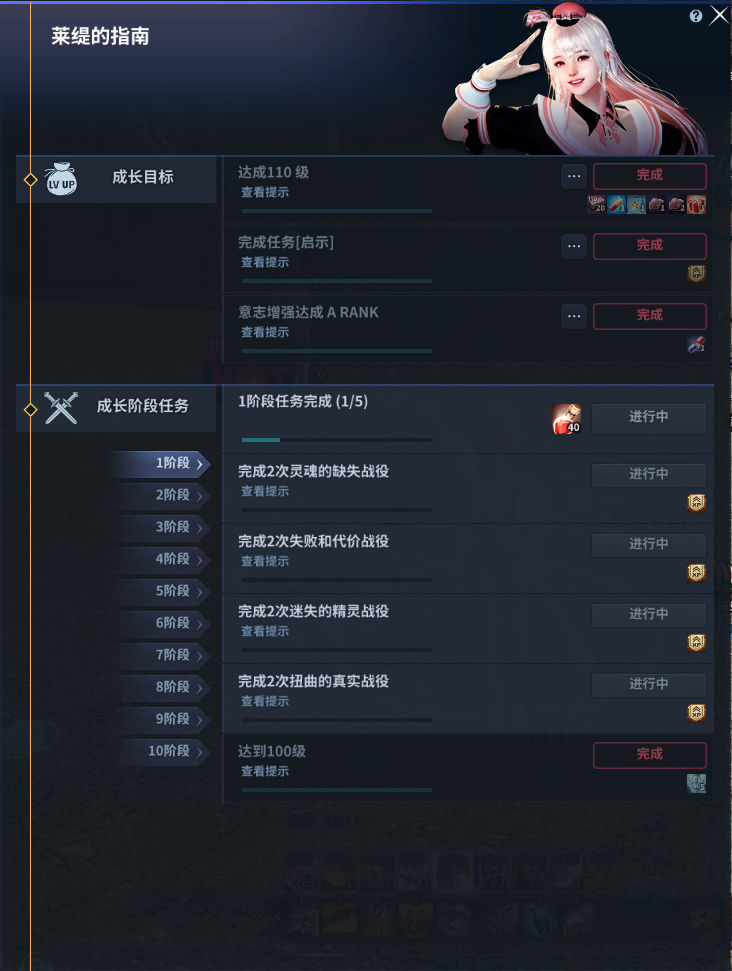 莱缇的指南
LV UP
成长目标
达成110 级
查看提示
完成
完成任务[启示]
查看提示
完成
意志增强达成 A RANK
查看提示
完成
成长阶段任务
1阶段任务完成 (1/5)
40
进行中
1阶段
2阶段
3阶段
4阶段
5阶段
6阶段
7阶段
8阶段
9阶段
10阶段
完成2次灵魂的缺失战役
查看提示
进行中
XP
完成2次失败和代价战役
查看提示
进行中
XP
完成2次迷失的精灵战役
查看提示
进行中
XP
完成2次扭曲的真实战役
查看提示
进行中
XP
达到100级
查看提示
完成
5